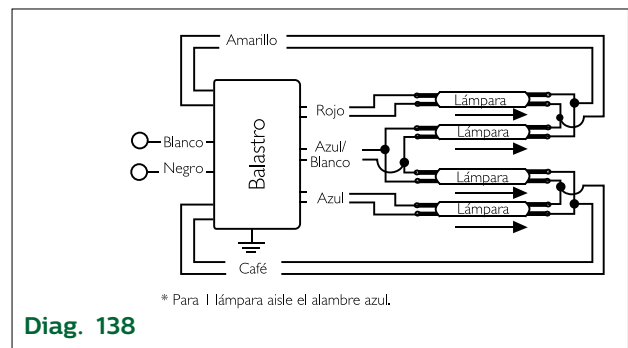 Amarillo
Balastro
Blanco
Negro
Rojo
Azul/
Blanco
Azul
Lámpara
Lámpara
Lámpara
Lámpara
Café
* Para 1 lámpara aisle el alambre azul.
Diag. 138